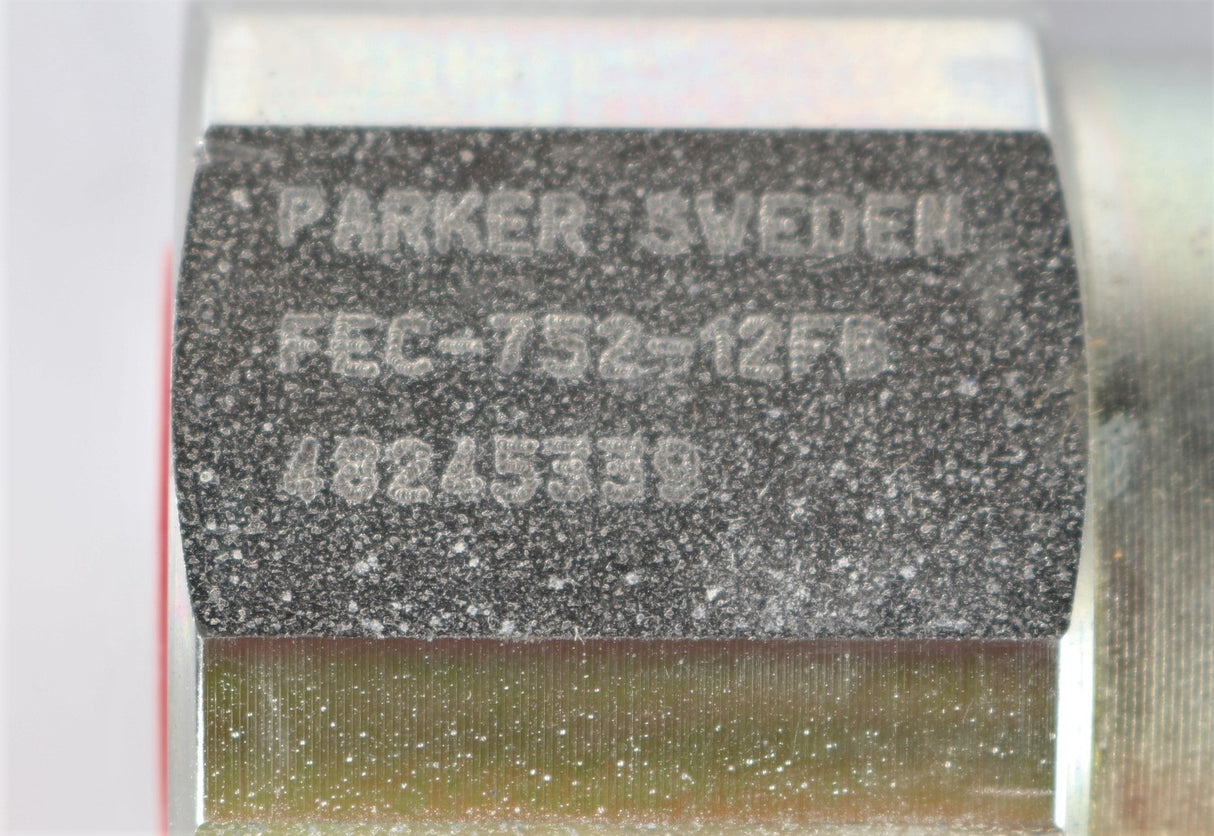 PARKER SWEDEN
FEC-752-12FB
48245339